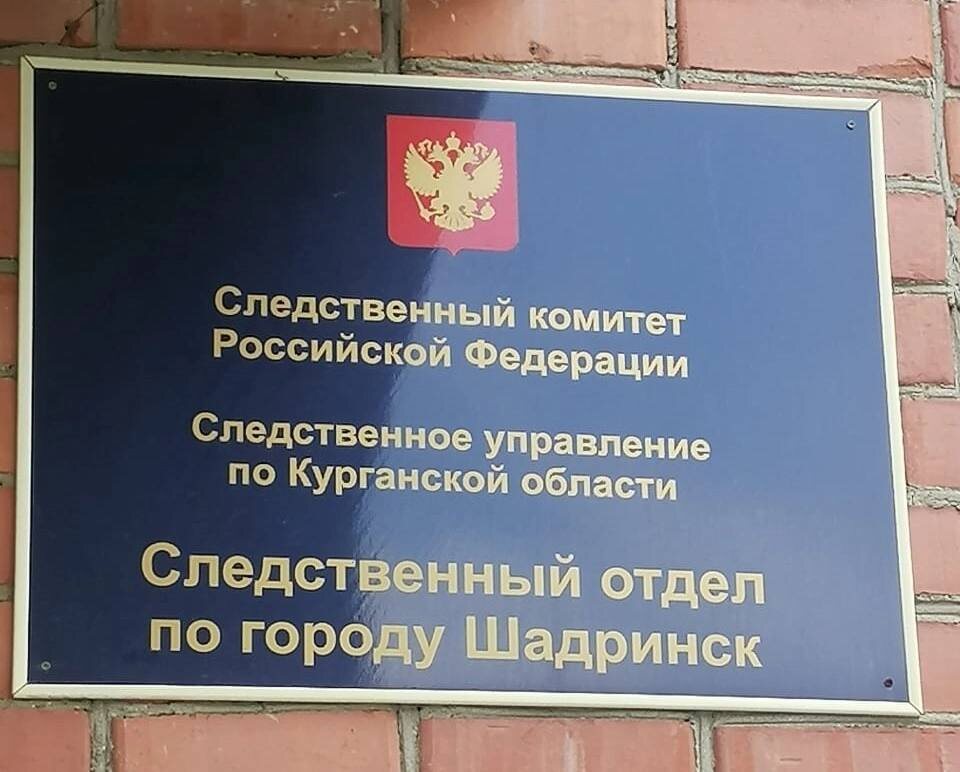 Следственный комитет
Российской Федерации
Следственное управление
по Курганской области
Следственный отдел
по городу Шадринск